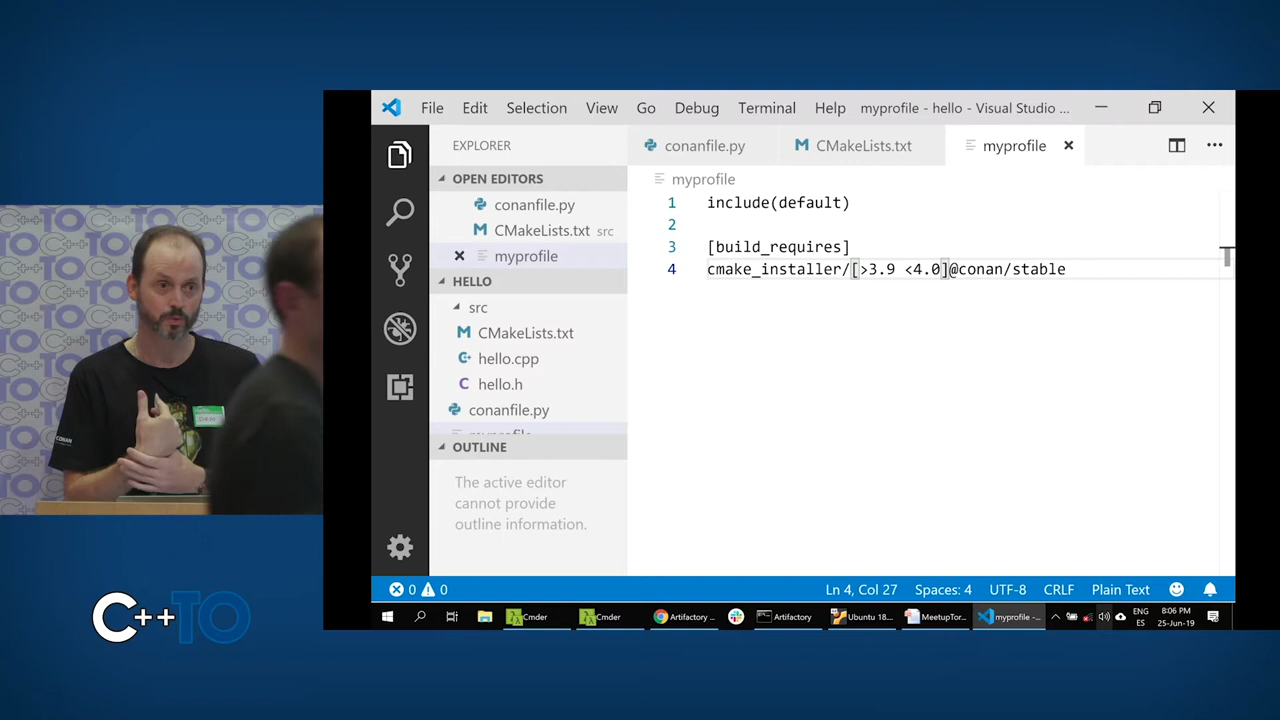 File Edit Selection View Go Debug Terminal Help myprofile - hello - Visual Studio ...
EXPLORER
OPEN EDITORS
conanfile.py
CMakeLists.txt src
myprofile
HELLO
src
CMakeLists.txt
hello.cpp
hello.h
conanfile.py
myprofile
OUTLINE
The active editor
cannot provide
outline information.
conanfile.py CMakeLists.txt myprofile
myprofile
1 include(default)
2
3 [build_requires]
4 cmake_installer/[>3.9 <4.0]@conan/stable
0 0 Ln 4, Col 27 Spaces: 4 UTF-8 CRLF Plain Text
Cmder Cmder Artifactory ... Artifactory Ubuntu 18... MeetupTor... myprofile -...
ENG
ES
8:06 PM
25-Jun-19
CONAN
C++TO